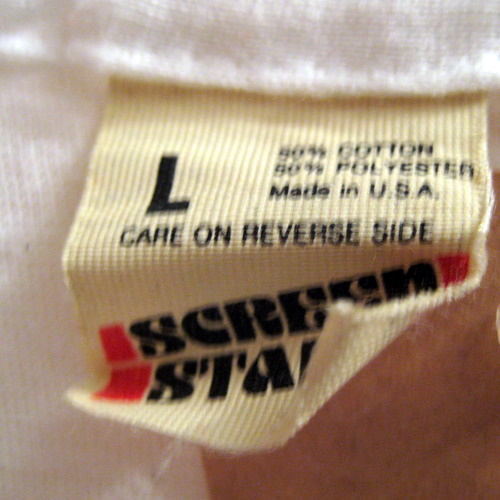 L
50% COTTON
50% POLYESTER
Made in U.S.A.
CARE ON REVERSE SIDE
SCREEN
STA